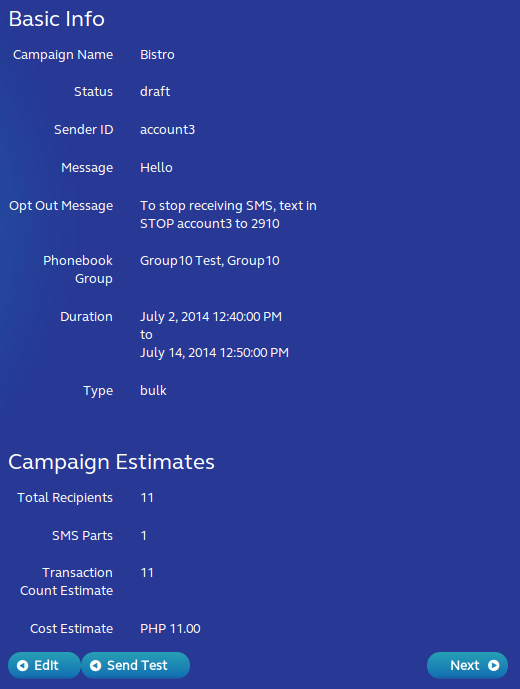 Basic Info
Campaign Name Bistro
Status draft
Sender ID account3
Message Hello
Opt Out Message To stop receiving SMS, text in
STOP account3 to 2910
Phonebook Group10 Test, Group10
Group
Duration July 2, 2014 12:40:00 PM
to
July 14, 2014 12:50:00 PM
Type bulk
Campaign Estimates
Total Recipients 11
SMS Parts 1
Transaction 11
Count Estimate
Cost Estimate PHP 11.00
Edit Send Test Next